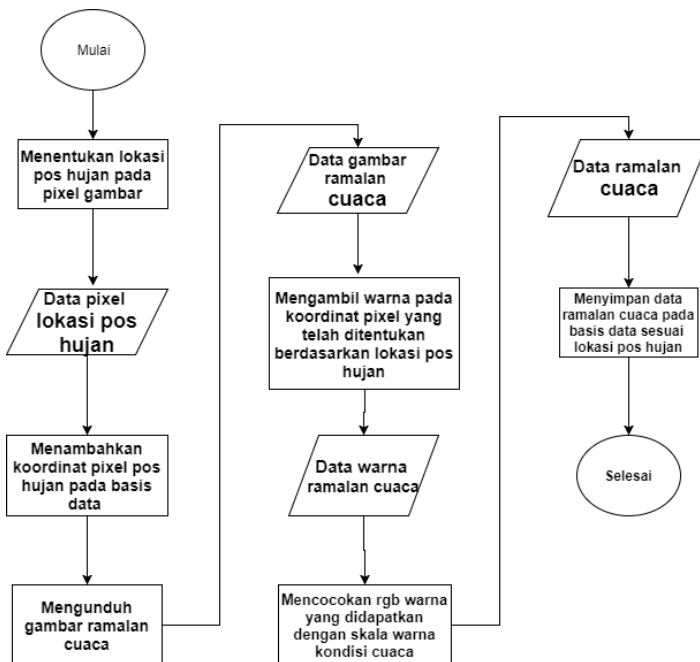 Mulai
Menentukan lokasi
pos hujan pada
pixel gambar
Data pixel
lokasi pos
hujan
Menambahkan
koordinat pixel pos
hujan pada basis
data
Mengunduh
gambar ramalan
cuaca
Data gambar
ramalan
cuaca
Mengambil warna pada
koordinat pixel yang
telah ditentukan
berdasarkan lokasi pos
hujan
Data warna
ramalan cuaca
Mencocokan rgb warna
yang didapatkan
dengan skala warna
kondisi cuaca
Data ramalan
cuaca
Menyimpan data
ramalan cuaca pada
basis data sesuai
lokasi pos hujan
Selesai